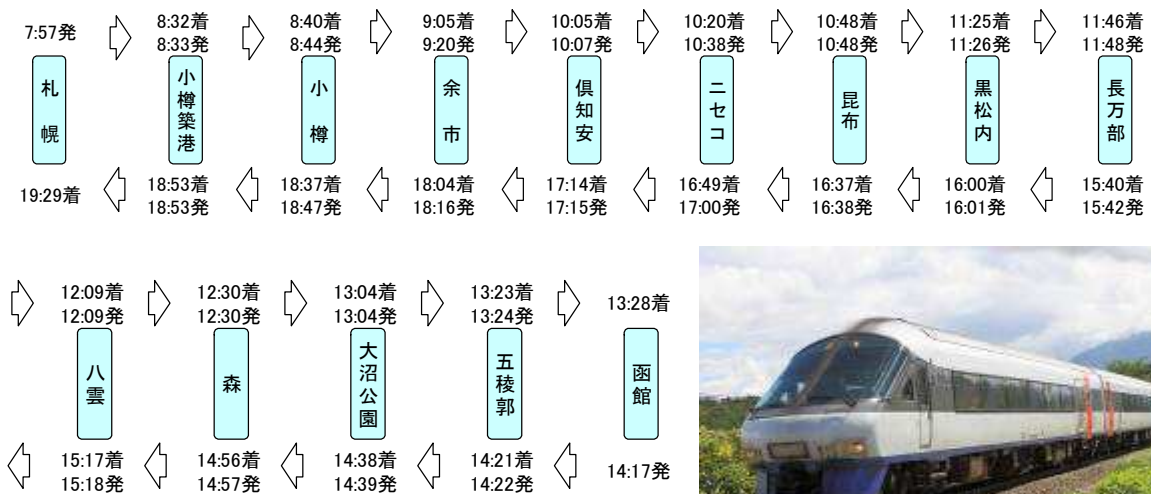 7:57発
8:32着
8:33発
8:40着
8:44発
9:05着
9:20発
10:05着
10:07発
10:20着
10:38発
10:48着
10:48発
11:25着
11:26発
11:46着
11:48発
札幌
小樽築港
小樽
余市
倶知安
ニセコ
昆布
黒松内
長万部
19:29着
18:53着
18:53発
18:37着
18:47発
18:04着
18:16発
17:14着
17:15発
16:49着
17:00発
16:37着
16:38発
16:00着
16:01発
15:40着
15:42発
12:09着
12:09発
12:30着
12:30発
13:04着
13:04発
13:23着
13:24発
13:28着
八雲
森
大沼公園
五稜郭
函館
15:17着
15:18発
14:56着
14:57発
14:38着
14:39発
14:21着
14:22発
14:17発